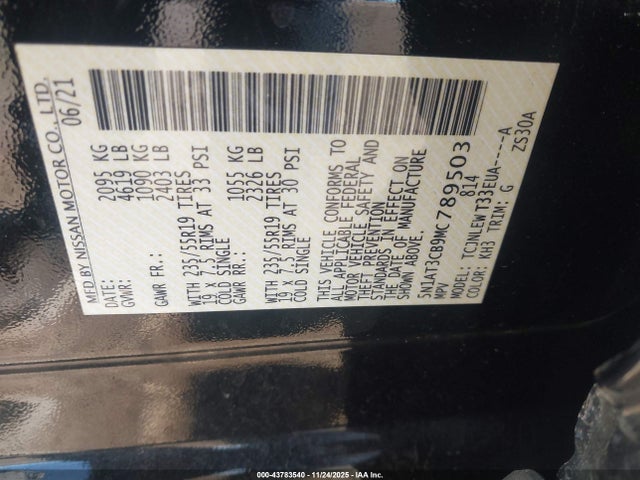 MFD BY NISSAN MOTOR CO., LTD.
DATE: 06/21
GVWR: 2095 KG
4619 LB
GAWR FR: 1090 KG
2403 LB
WITH 235/55R19 TIRES
19 x 7.5 RIMS AT 33 PSI
COLD SINGLE
GAWR RR: 1055 KG
2326 LB
WITH 235/55R19 TIRES
19 x 7.5 RIMS AT 30 PSI
COLD SINGLE
THIS VEHICLE CONFORMS TO
ALL APPLICABLE FEDERAL
MOTOR VEHICLE SAFETY AND
THEFT PREVENTION
STANDARDS IN EFFECT ON
THE DATE OF MANUFACTURE
SHOWN ABOVE.
5N1AT3CB9MC789503
814
MODEL: TCJNLEWT33EUA----A
COLOR: KH3 TRIM: G
ZS30A
000-43783540 - 11/24/2025 - IAA, Inc.